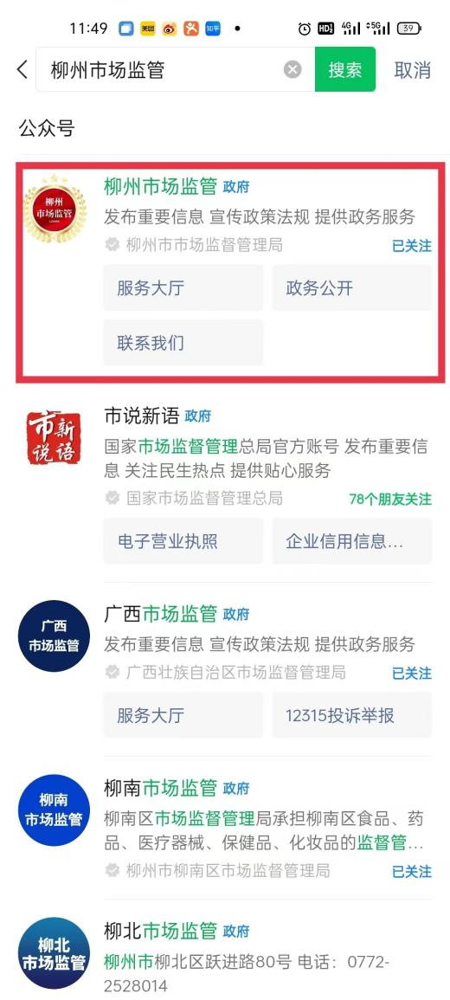 11:49 美团 知乎 HD 4G 5G 39
柳州市场监管 搜索 取消
公众号
柳州
市场监管
柳州市场监管 政府
发布重要信息 宣传政策法规 提供政务服务
柳州市市场监督管理局 已关注
服务大厅 政务公开
联系我们
市说新语
市说新语 政府
国家市场监督管理总局官方账号 发布重要信
息 关注民生热点 提供贴心服务
国家市场监督管理总局 78个朋友关注
电子营业执照 企业信用信息...
广西
市场监管
广西市场监管 政府
发布重要信息 宣传政策法规 提供政务服务
广西壮族自治区市场监督管理局 已关注
服务大厅 12315投诉举报
柳南
市场监管
柳南市场监管 政府
柳南区市场监督管理局承担柳南区食品、药
品、医疗器械、保健品、化妆品的监督管...
柳州市柳南区市场监督管理局 已关注
柳北
市场监管
柳北市场监管 政府
柳州市柳北区跃进路80号 电话：0772-
2528014